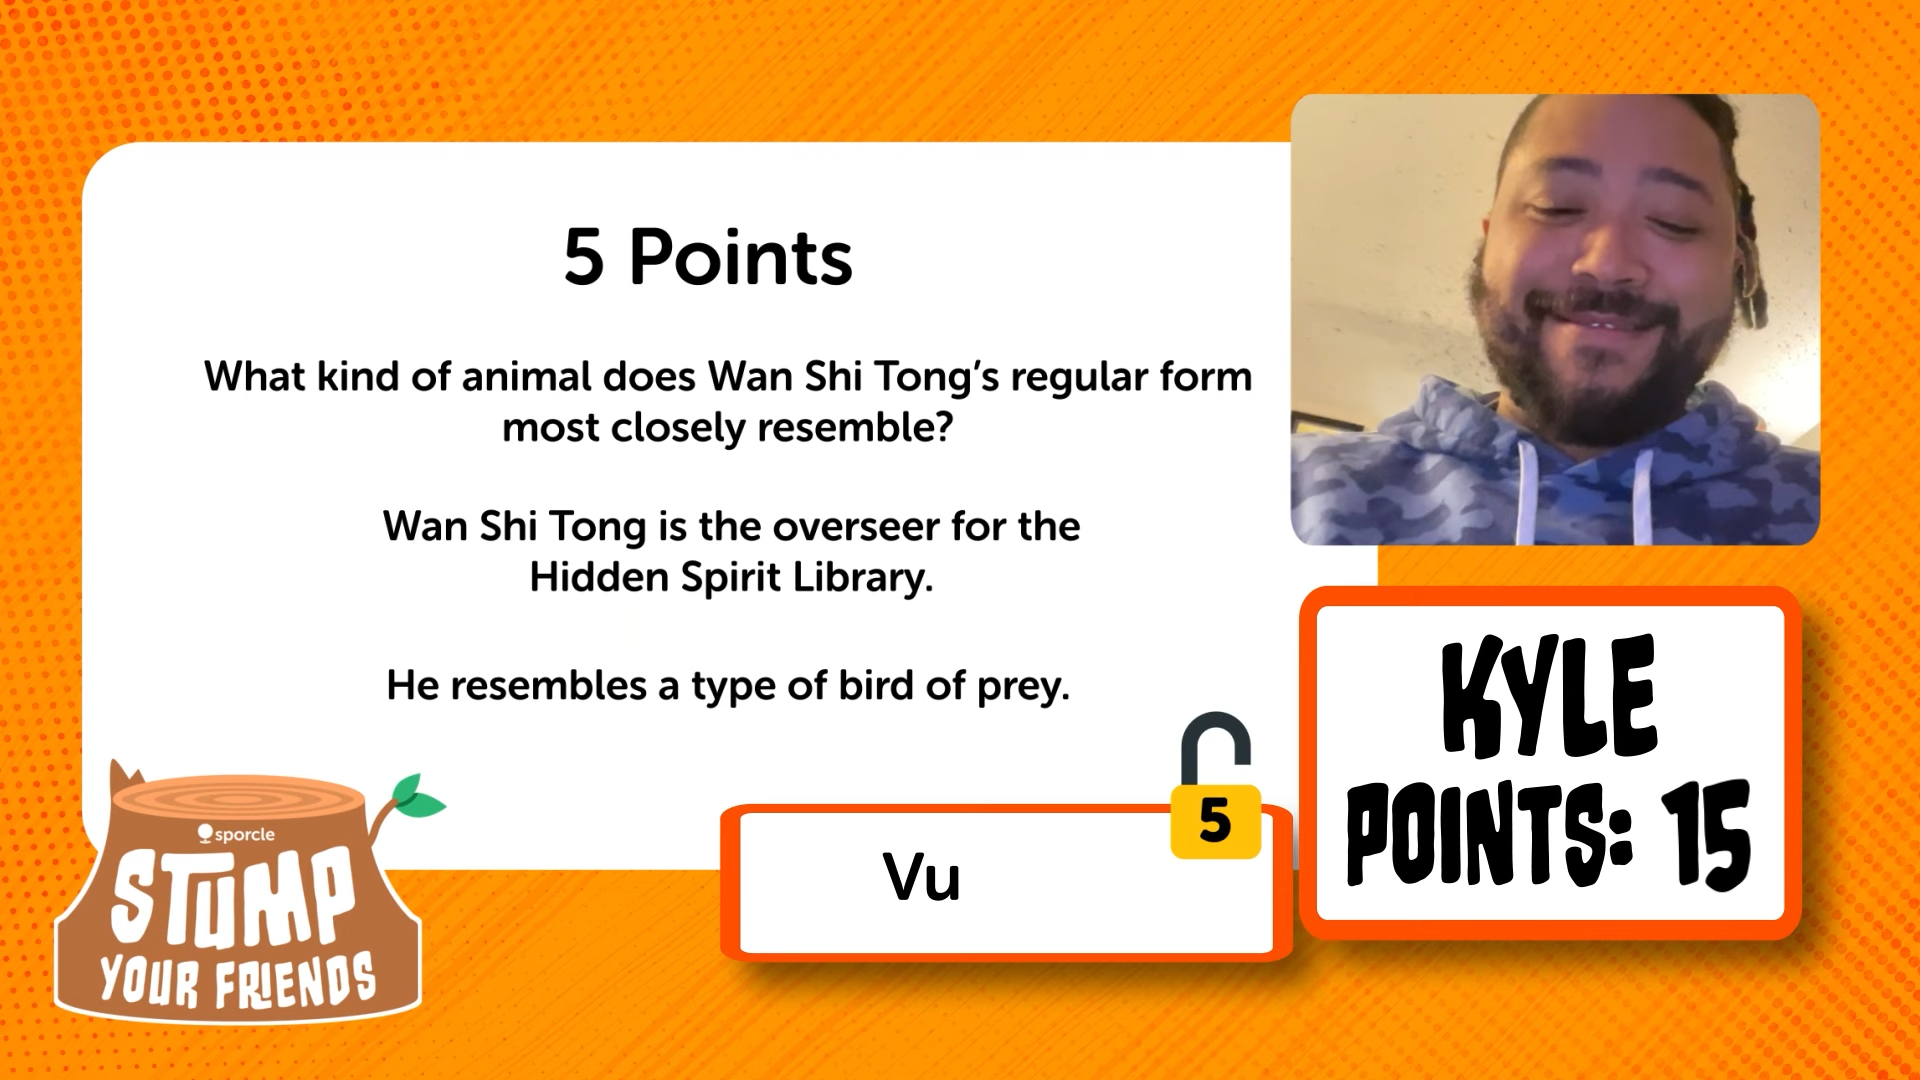 5 Points
What kind of animal does Wan Shi Tong’s regular form
most closely resemble?
Wan Shi Tong is the overseer for the
Hidden Spirit Library.
He resembles a type of bird of prey.
5
Vu
KYLE
POINTS: 15
sporcle
STUMP
YOUR FRIENDS